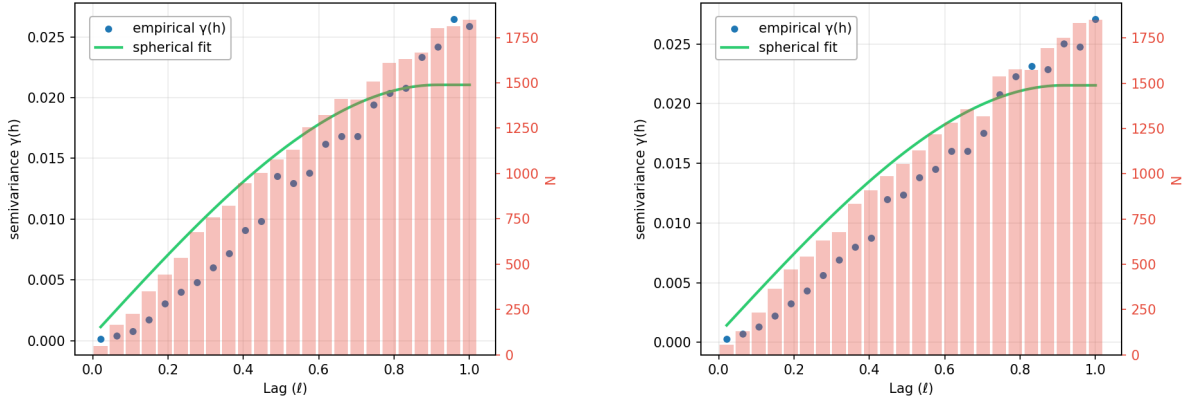 empirical γ(h)
spherical fit
semivariance γ(h)
0.025
0.020
0.015
0.010
0.005
0.000
1750
1500
1250
1000
750
500
250
0
N
0.0 0.2 0.4 0.6 0.8 1.0
Lag (ℓ)
empirical γ(h)
spherical fit
semivariance γ(h)
0.025
0.020
0.015
0.010
0.005
0.000
1750
1500
1250
1000
750
500
250
0
N
0.0 0.2 0.4 0.6 0.8 1.0
Lag (ℓ)